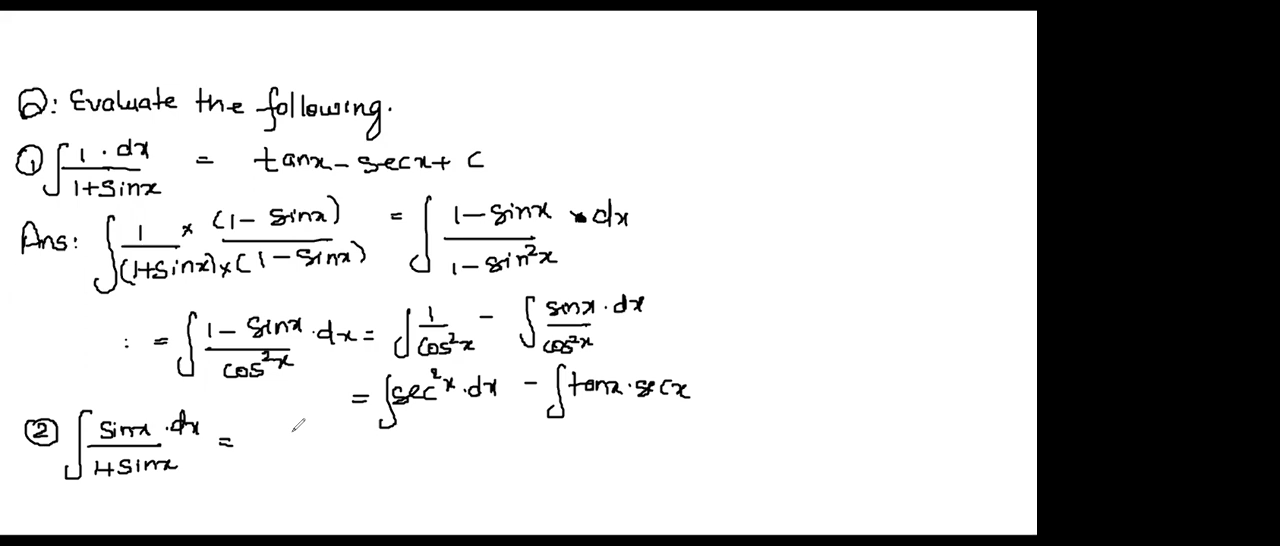 Q: Evaluate the following.
① ∫ 1 · dx / 1+sinx = tanx - secx + c
Ans: ∫ 1 / (1+sinx) × (1 - sinx) / (1 - sinx) = ∫ 1 - sinx / 1 - sin²x · dx
: = ∫ 1 - sinx / cos²x · dx = ∫ 1 / cos²x - ∫ sinx · dx / cos²x
= ∫ sec²x · dx - ∫ tanx · secx
② ∫ sinx · dx / 1+sinx =